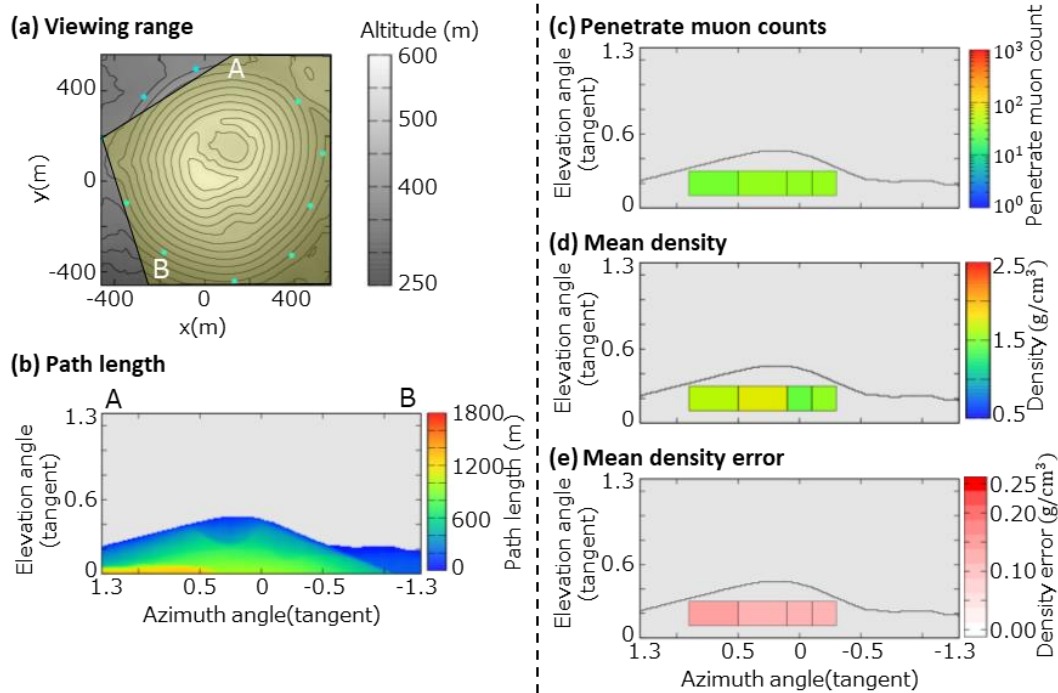 (a) Viewing range
Altitude (m)
600
500
400
250
A
B
400
0
-400
y(m)
-400
0
400
x(m)
(b) Path length
A
B
1.3
0.6
0
Elevation angle
(tangent)
1.3
0.5
0
-0.5
-1.3
Azimuth angle(tangent)
1800
1200
600
0
Path length (m)
(c) Penetrate muon counts
1.3
0.6
0
Elevation angle
(tangent)
10³
10²
10¹
10⁰
Penetrate muon count
(d) Mean density
1.3
0.6
0
Elevation angle
(tangent)
2.5
1.5
0.5
Density (g/cm³)
(e) Mean density error
1.3
0.6
0
Elevation angle
(tangent)
1.3
0.5
0
-0.5
-1.3
Azimuth angle(tangent)
0.25
0.20
0.10
0.00
Density error (g/cm³)